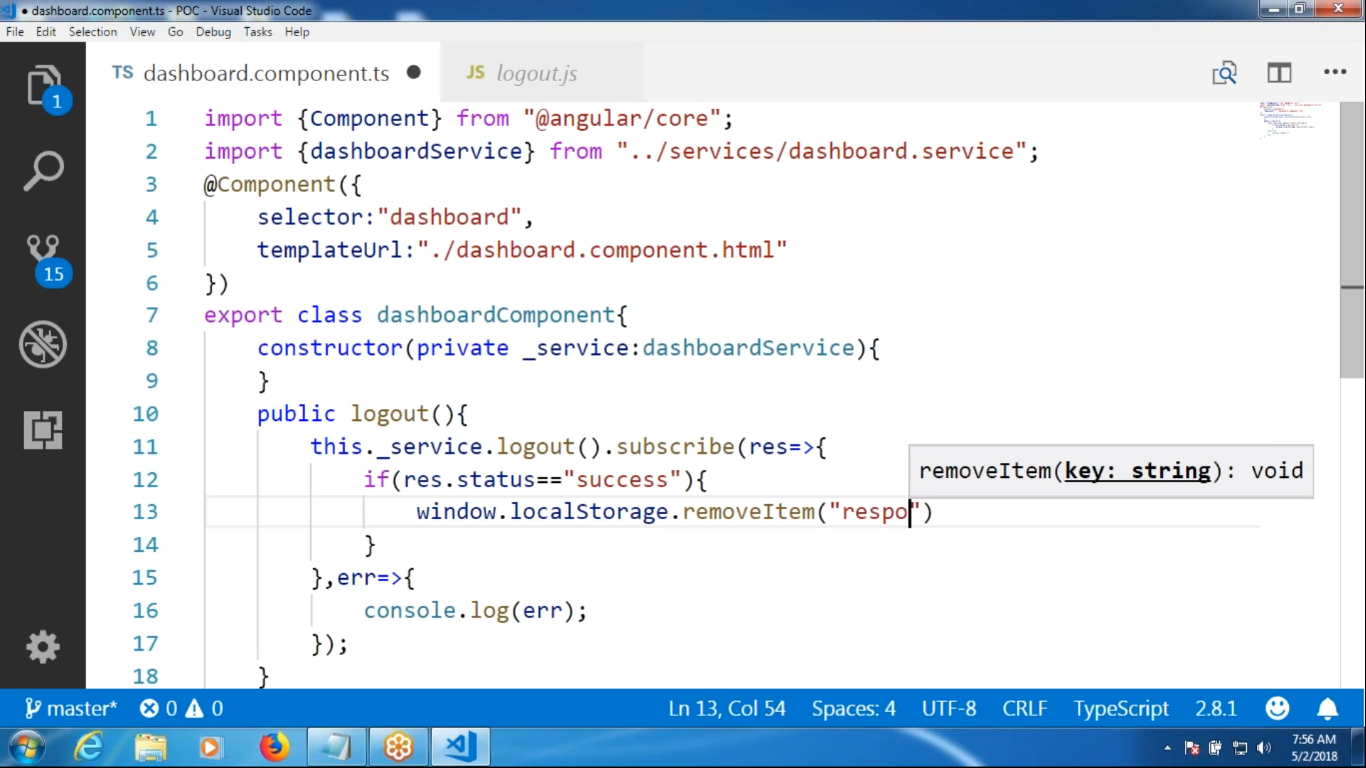 ● dashboard.component.ts - POC - Visual Studio Code
File Edit Selection View Go Debug Tasks Help
TS dashboard.component.ts ●
JS logout.js
1
1 import {Component} from "@angular/core";
2 import {dashboardService} from "../services/dashboard.service";
3 @Component({
4 selector:"dashboard",
5 templateUrl:"./dashboard.component.html"
6 })
7 export class dashboardComponent{
8 constructor(private _service:dashboardService){
9 }
10 public logout(){
11 this._service.logout().subscribe(res=>{
12 if(res.status=="success"){
removeItem(key: string): void
13 window.localStorage.removeItem("respo")
14 }
15 },err=>{
16 console.log(err);
17 });
18 }
15
master* 0 0 Ln 13, Col 54 Spaces: 4 UTF-8 CRLF TypeScript 2.8.1
7:56 AM
5/2/2018